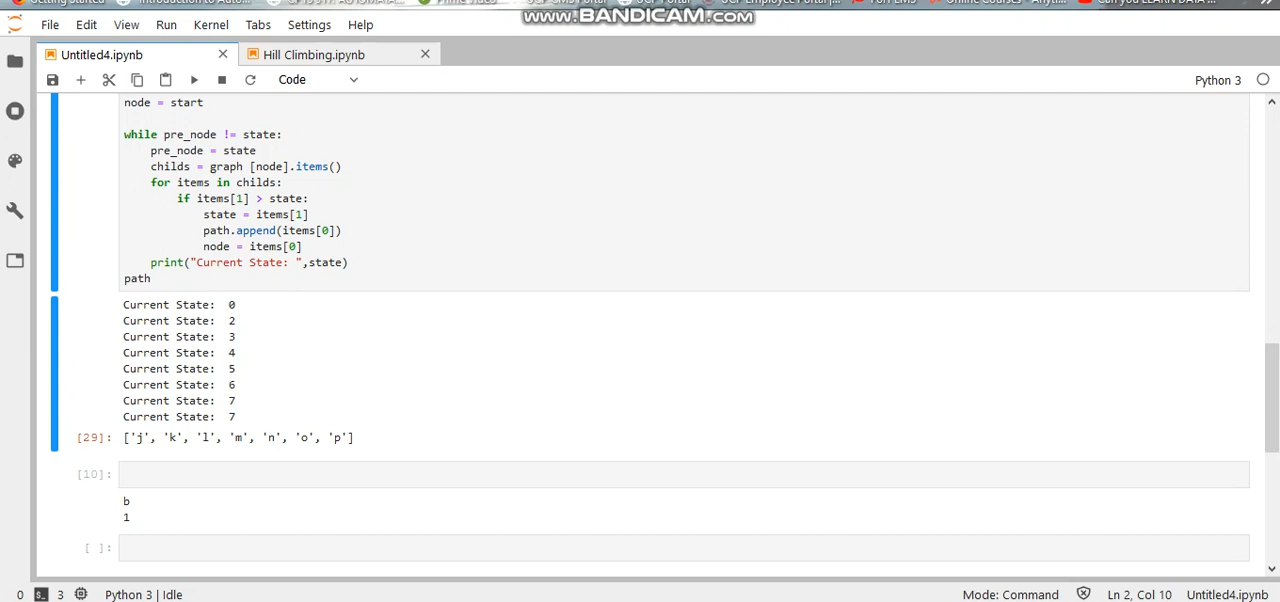 www.BANDICAM.com
File Edit View Run Kernel Tabs Settings Help
Untitled4.ipynb
Hill Climbing.ipynb
Code
Python 3
node = start
while pre_node != state:
pre_node = state
childs = graph [node].items()
for items in childs:
if items[1] > state:
state = items[1]
path.append(items[0])
node = items[0]
print("Current State: ",state)
path
Current State: 0
Current State: 2
Current State: 3
Current State: 4
Current State: 5
Current State: 6
Current State: 7
Current State: 7
[29]: ['j', 'k', 'l', 'm', 'n', 'o', 'p']
[10]:
b
1
[ ]:
0 3 Python 3 | Idle Mode: Command Ln 2, Col 10 Untitled4.ipynb